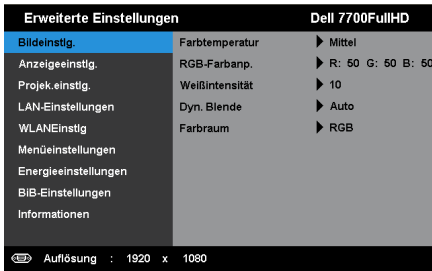 Erweiterte Einstellungen Dell 7700FullHD
Bildeinstlg. Farbtemperatur Mittel
Anzeigeeinstlg. RGB-Farbanp. R: 50 G: 50 B: 50
Projek.einstlg. Weißintensität 10
LAN-Einstellungen Dyn. Blende Auto
WLANEinstlg Farbraum RGB
Menüeinstellungen
Energieeinstellungen
BiB-Einstellungen
Informationen
Auflösung : 1920 x 1080